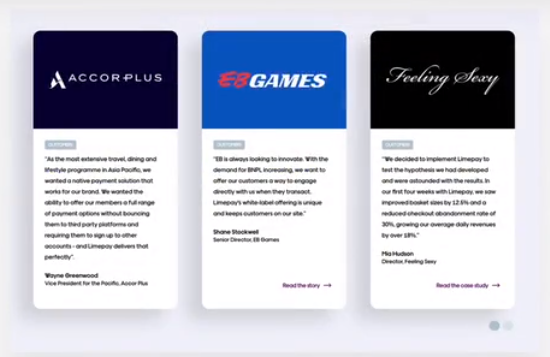 ACCORPLUS
CUSTOMER
"As the most extensive travel, dining and
lifestyle programme in Asia Pacific, we
wanted a native payment solution that
works for our brand. We wanted the
ability to offer our members a full range
of payment options without bouncing
them to third party platforms and
requiring them to sign up to other
accounts - and Limepay delivers that
perfectly".
Wayne Greenwood
Vice President for the Pacific, Accor Plus
EB GAMES
CUSTOMER
"EB is always looking to innovate. With the
demand for BNPL increasing, we want to
offer our customers a way to engage
directly with us when they transact.
Limepay's white-label offering is unique
and keeps customers on our site."
Shane Stockwell
Senior Director, EB Games
Read the story →
Feeling Sexy
CUSTOMER
"We decided to implement Limepay to
test the hypothesis we had developed
and were astounded with the results. In
our first four weeks with Limepay, we saw
improved basket sizes by 12.5% and a
reduced checkout abandonment rate of
30%, growing our average daily revenues
by over 18%."
Mia Hudson
Director, Feeling Sexy
Read the case study →